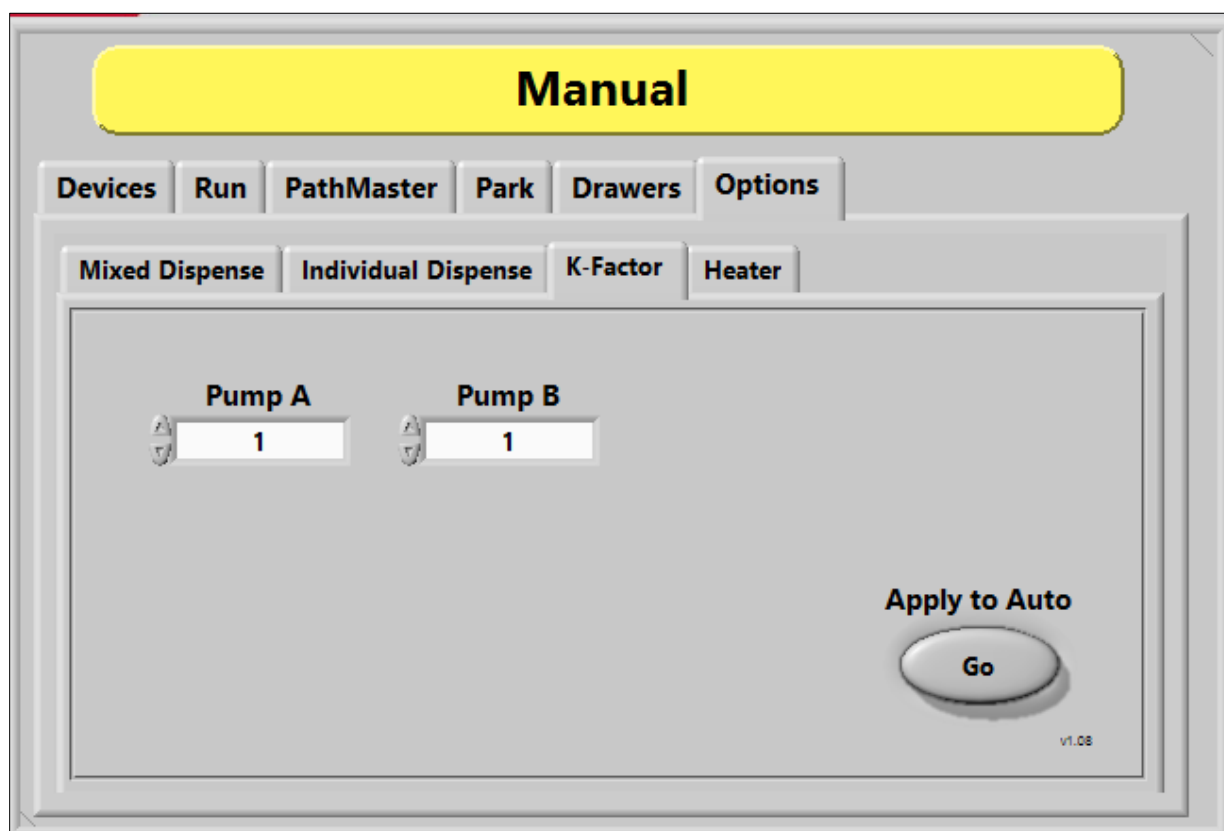 Manual
Devices Run PathMaster Park Drawers Options
Mixed Dispense Individual Dispense K-Factor Heater
Pump A Pump B
1 1
Apply to Auto
Go
v1.08